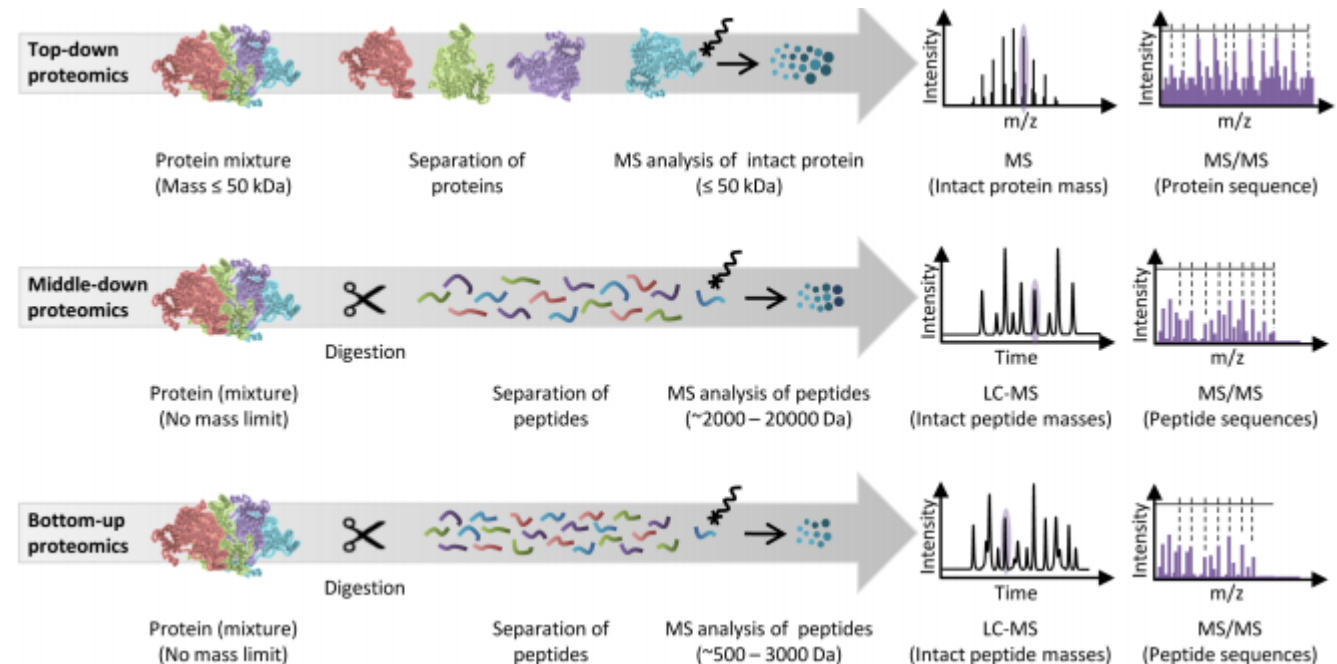 Top-down
proteomics
Intensity
m/z
Intensity
m/z
Protein mixture
(Mass ≤ 50 kDa)
Separation of
proteins
MS analysis of intact protein
(≤ 50 kDa)
MS
(Intact protein mass)
MS/MS
(Protein sequence)
Middle-down
proteomics
Digestion
Intensity
Time
Intensity
m/z
Protein (mixture)
(No mass limit)
Separation of
peptides
MS analysis of peptides
(~2000 – 20000 Da)
LC-MS
(Intact peptide masses)
MS/MS
(Peptide sequences)
Bottom-up
proteomics
Digestion
Intensity
Time
Intensity
m/z
Protein (mixture)
(No mass limit)
Separation of
peptides
MS analysis of peptides
(~500 – 3000 Da)
LC-MS
(Intact peptide masses)
MS/MS
(Peptide sequences)